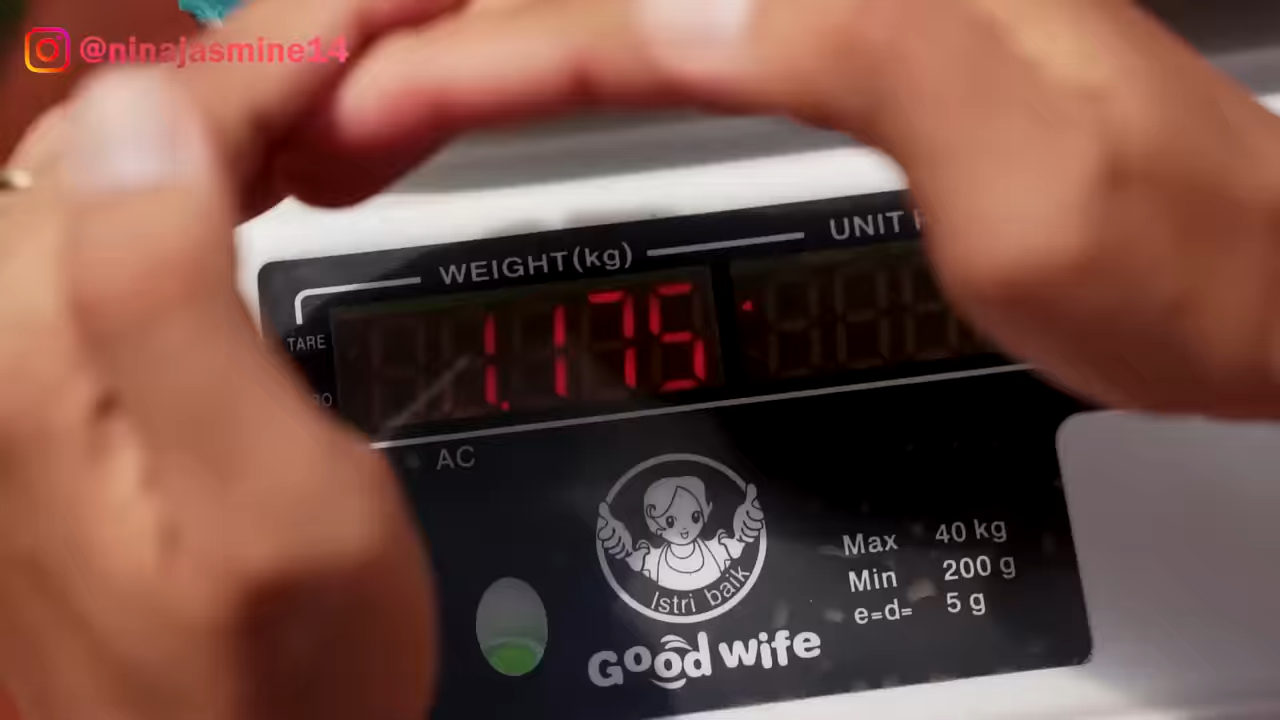 @ninajasmine14
WEIGHT(kg)
UNIT
TARE
1.175
AC
Istri baik
Good wife
Max 40 kg
Min 200 g
e=d= 5 g